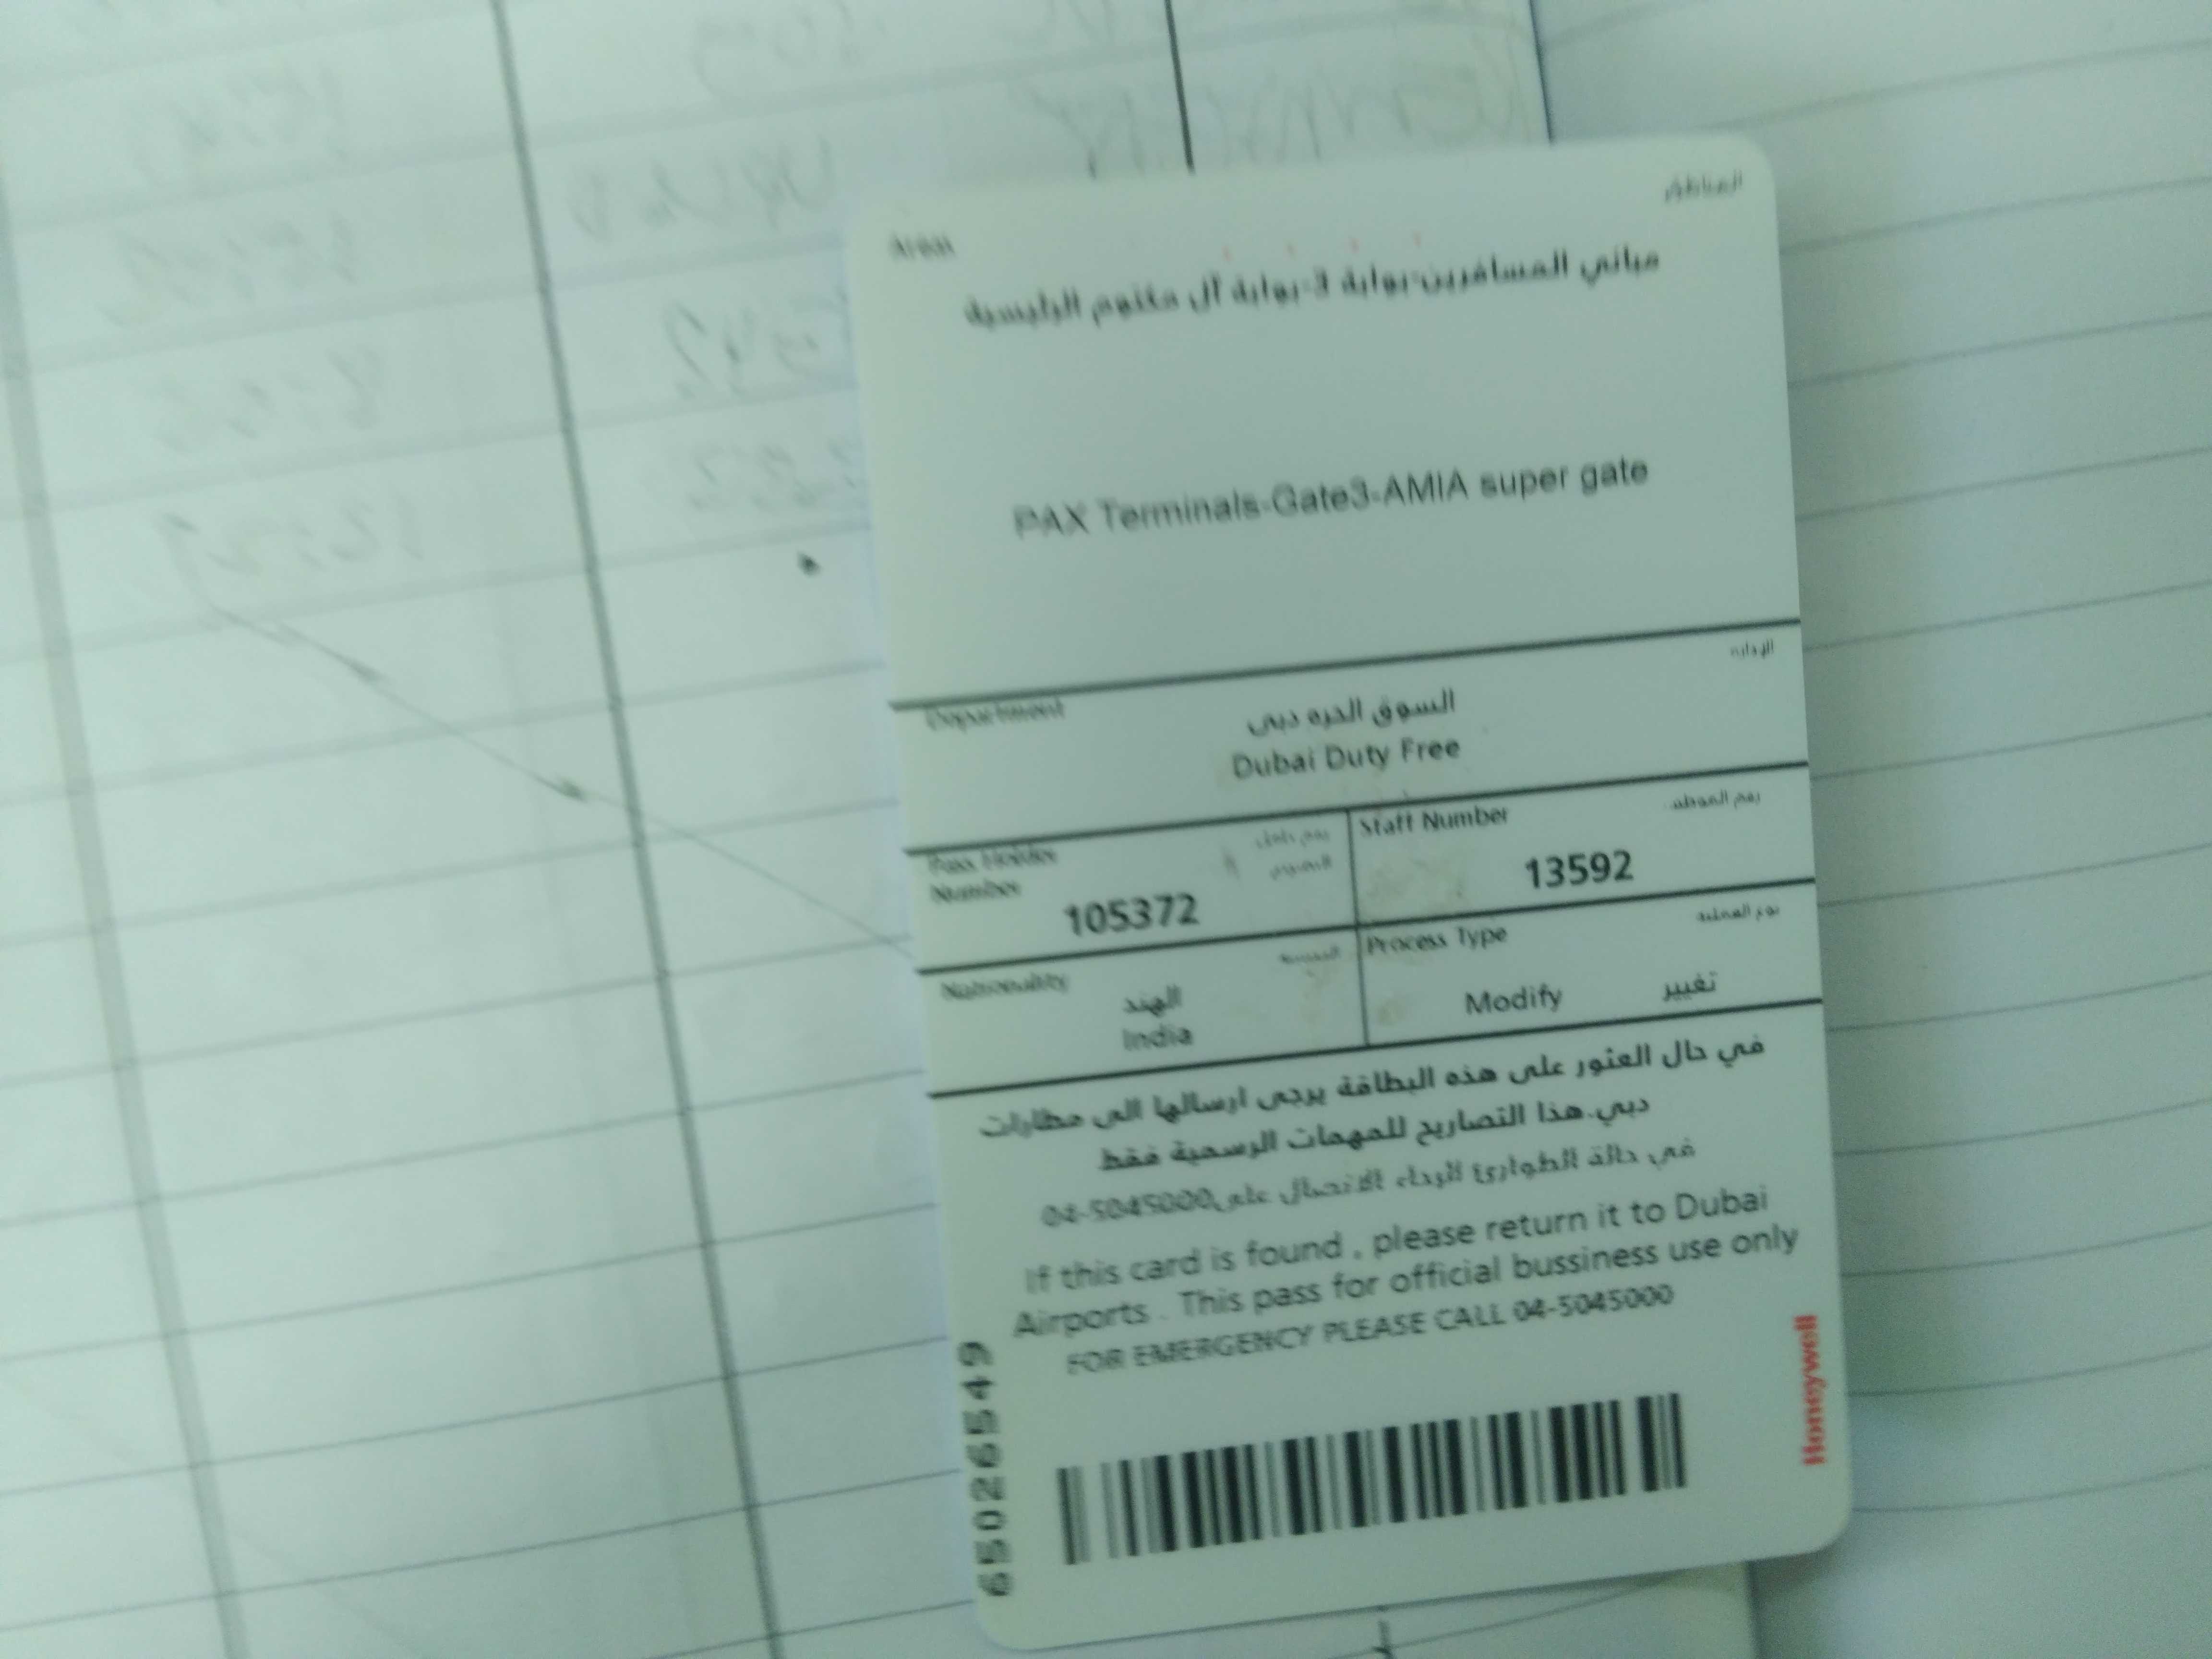 Areas
المناطق
مباني المسافرين-بوابة 3-بوابة آل مكتوم الرئيسية
PAX Terminals-Gate3-AMIA super gate
Department
الإدارة
السوق الحره دبي
Dubai Duty Free
Pass Holder
Number
105372
Staff Number
رقم الموظف
13592
Nationality
الجنسية
الهند
India
Process Type
نوع العملية
Modify
تغيير
في حال العثور على هذه البطاقة يرجى ارسالها الى مطارات
دبي.هذا التصاريح للمهمات الرسمية فقط
في حالة الطوارئ الرجاء الاتصال على04-5045000
If this card is found , please return it to Dubai
Airports . This pass for official bussiness use only
FOR EMERGENCY PLEASE CALL 04-5045000
650265549
Honeywell